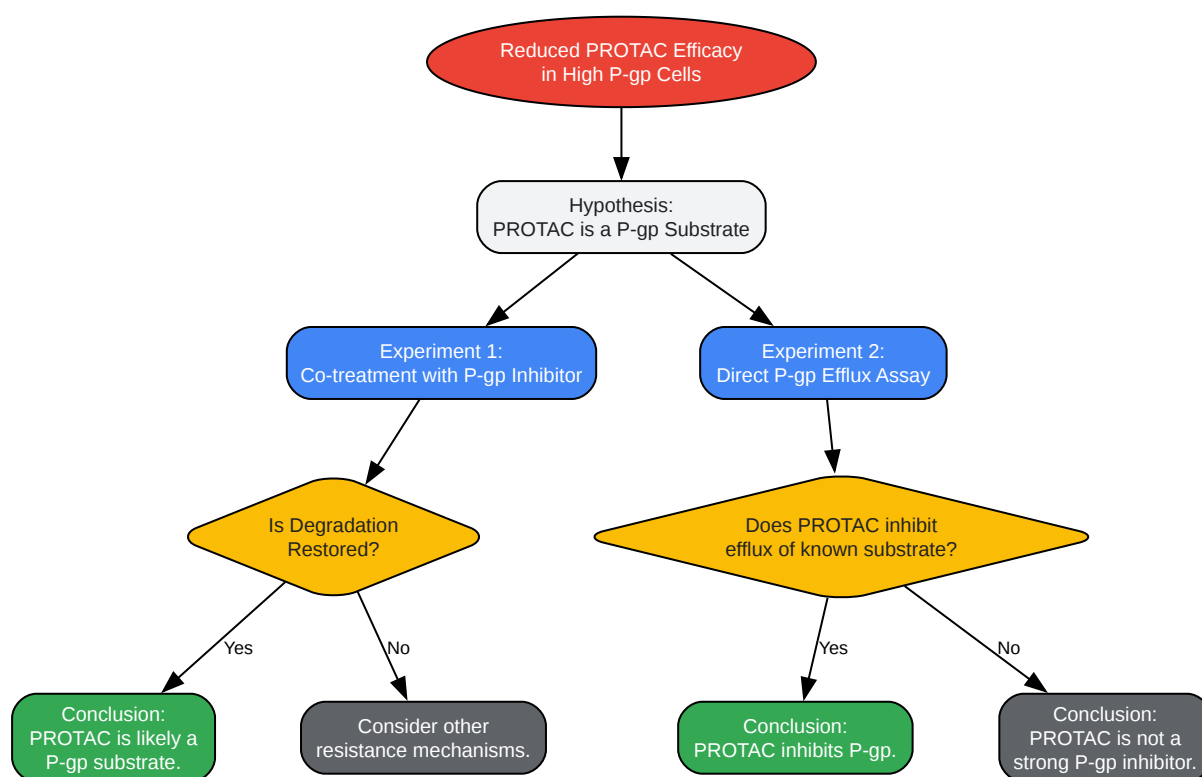 Reduced PROTAC Efficacy
in High P-gp Cells
Hypothesis:
PROTAC is a P-gp Substrate
Experiment 1:
Co-treatment with P-gp Inhibitor
Experiment 2:
Direct P-gp Efflux Assay
Is Degradation
Restored?
Does PROTAC inhibit
efflux of known substrate?
Yes
No
Yes
No
Conclusion:
PROTAC is likely a
P-gp substrate.
Consider other
resistance mechanisms.
Conclusion:
PROTAC inhibits P-gp.
Conclusion:
PROTAC is not a
strong P-gp inhibitor.